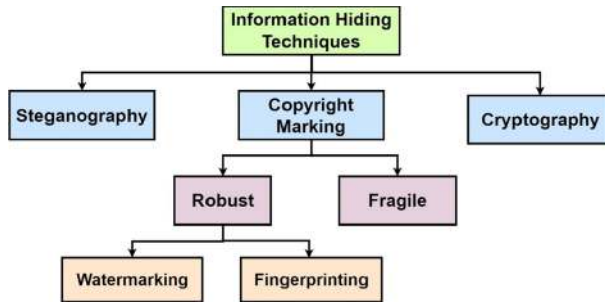 Information Hiding
Techniques
Steganography
Copyright
Marking
Cryptography
Robust
Fragile
Watermarking
Fingerprinting